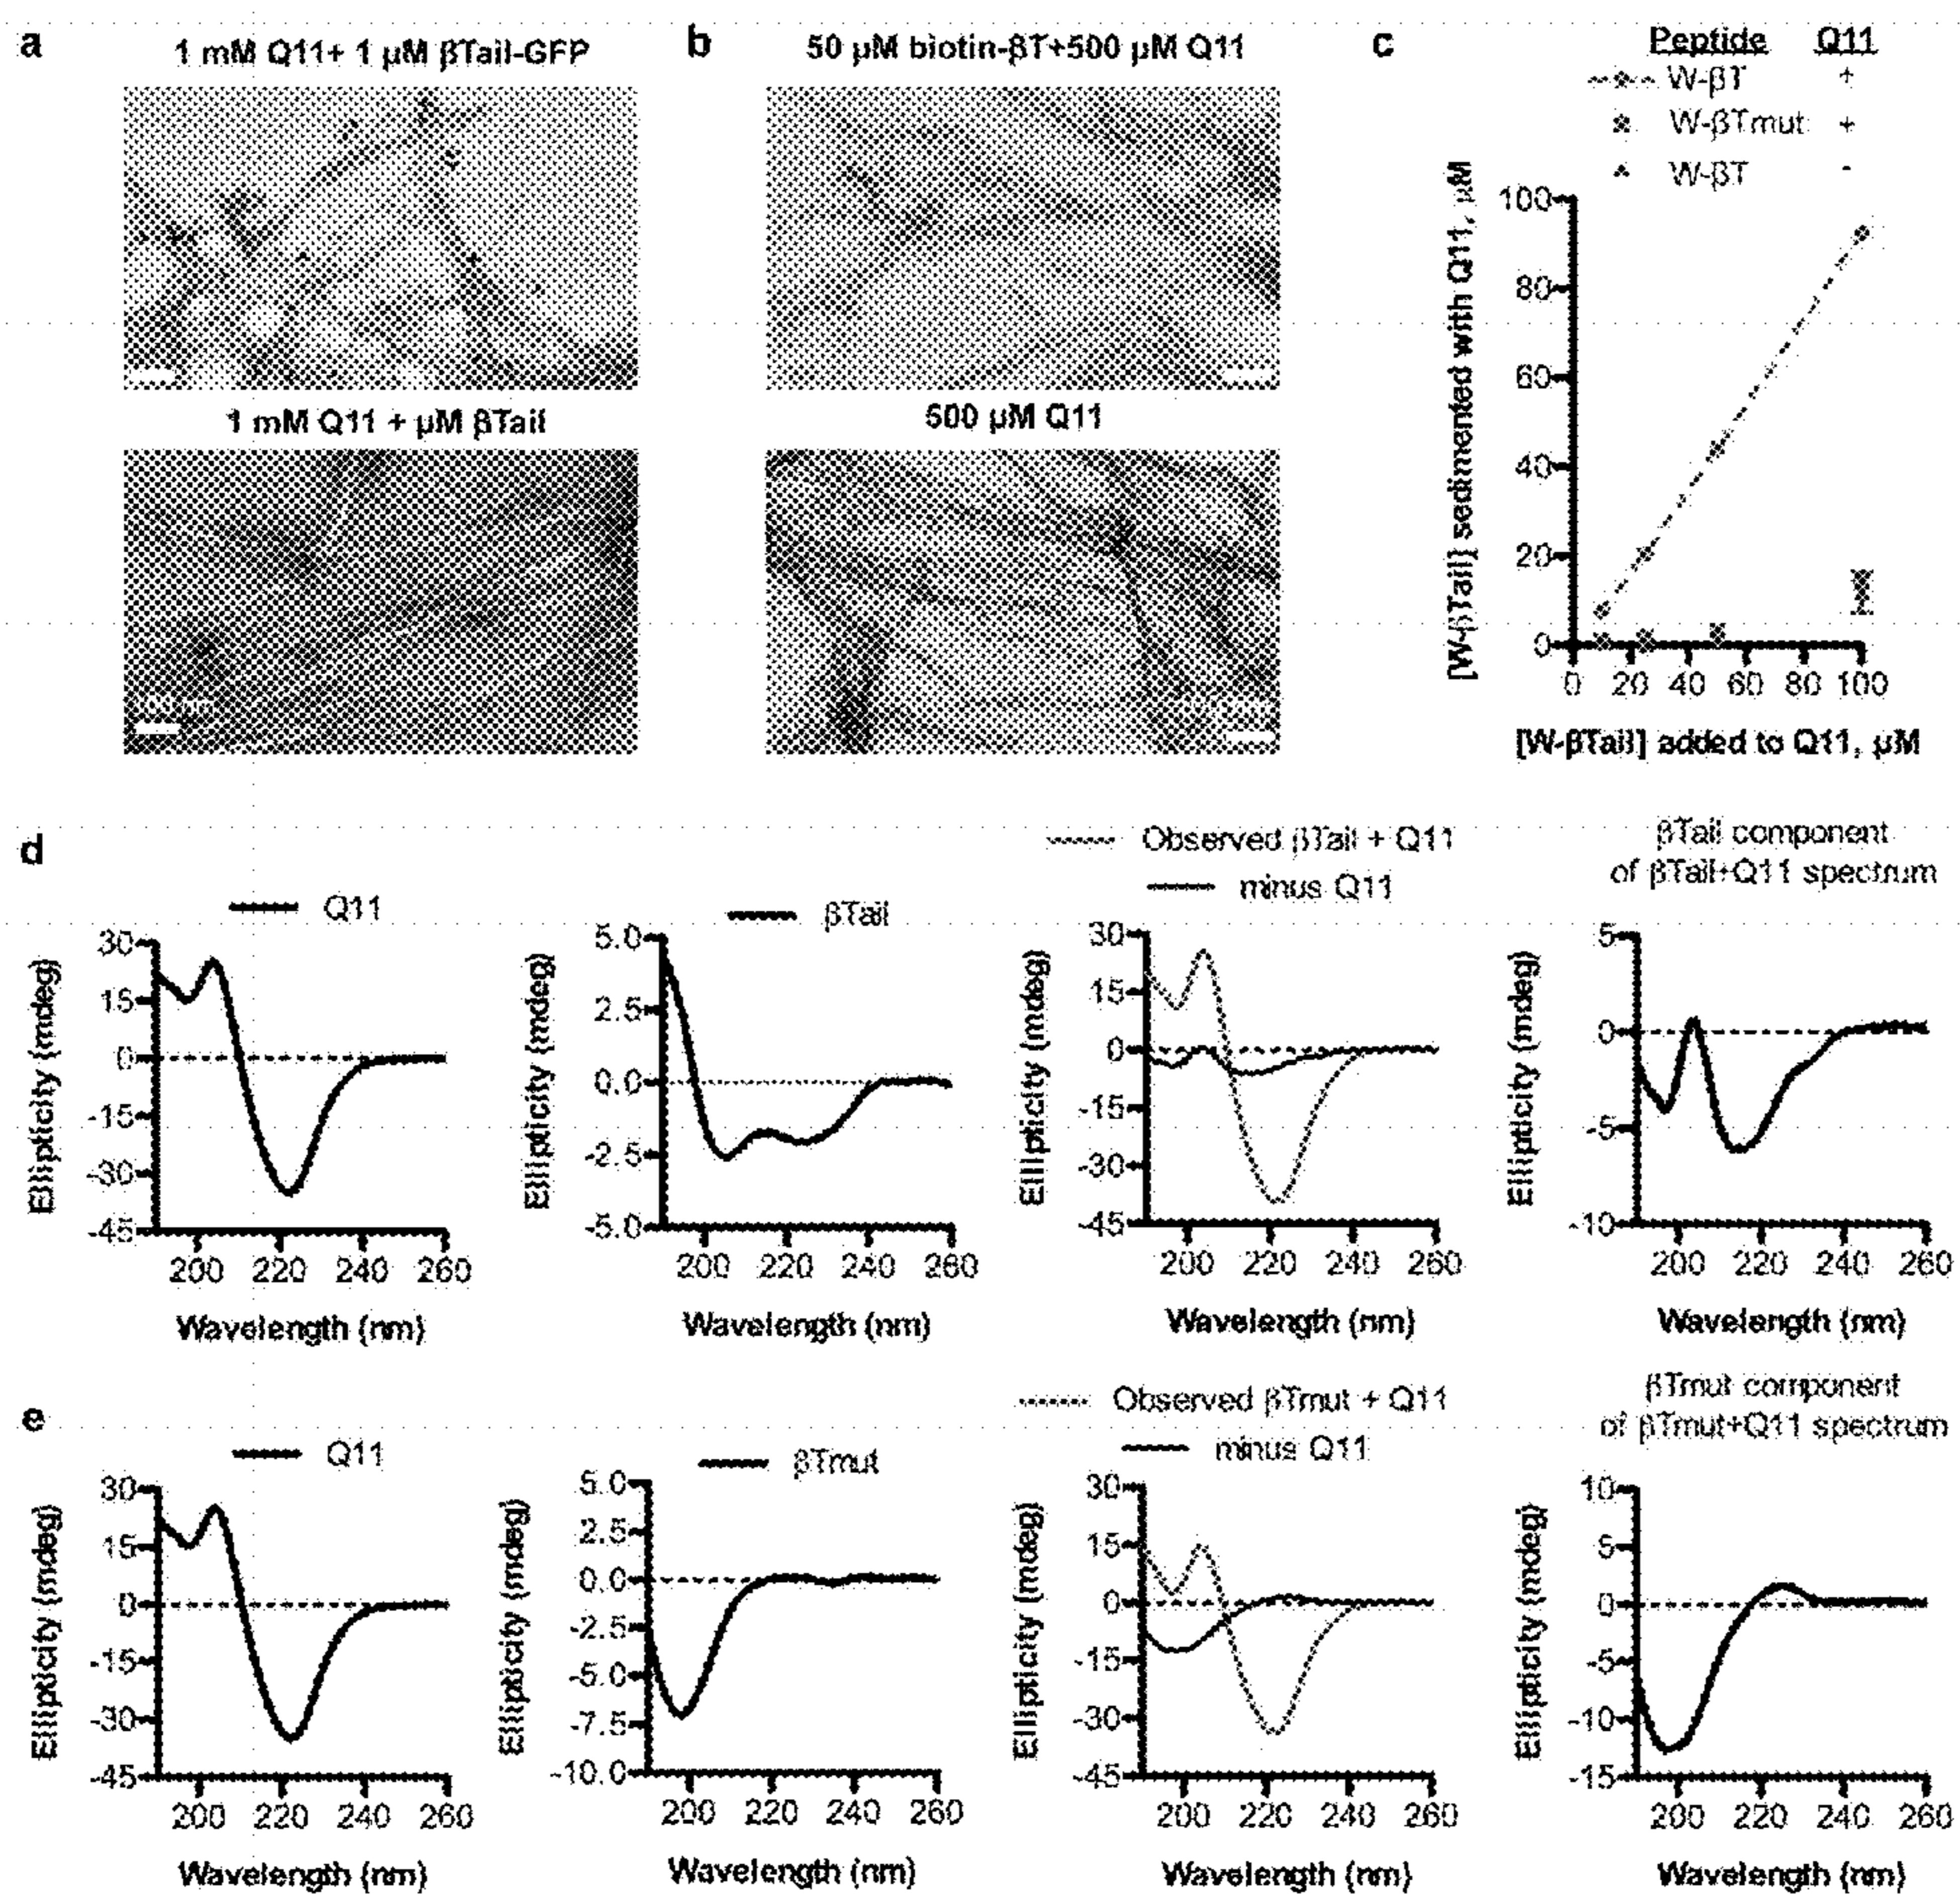 a
1 mM Q11+ 1 µM βTail-GFP
1 mM Q11 + µM βTail
100 nm
b
50 µM biotin-βT+500 µM Q11
500 µM Q11
c
Peptide Q11
W-βT +
W-βTmut +
W-βT -
[W-βTail] sedimented with Q11, µM
100
80
60
40
20
0
0 20 40 60 80 100
[W-βTail] added to Q11, µM
d
Q11
Ellipticity (mdeg)
30
15
0
-15
-30
-45
200 220 240 260
Wavelength (nm)
βTail
Ellipticity (mdeg)
5.0
2.5
0.0
-2.5
-5.0
200 220 240 260
Wavelength (nm)
Observed βTail + Q11
minus Q11
Ellipticity (mdeg)
30
15
0
-15
-30
-45
200 220 240 260
Wavelength (nm)
βTail component
of βTail+Q11 spectrum
Ellipticity (mdeg)
5
0
-5
-10
200 220 240 260
Wavelength (nm)
e
Q11
Ellipticity (mdeg)
30
15
0
-15
-30
-45
200 220 240 260
Wavelength (nm)
βTmut
Ellipticity (mdeg)
5.0
2.5
0.0
-2.5
-5.0
-7.5
-10.0
200 220 240 260
Wavelength (nm)
Observed βTmut + Q11
minus Q11
Ellipticity (mdeg)
30
15
0
-15
-30
-45
200 220 240 260
Wavelength (nm)
βTmut component
of βTmut+Q11 spectrum
Ellipticity (mdeg)
10
5
0
-5
-10
-15
200 220 240 260
Wavelength (nm)